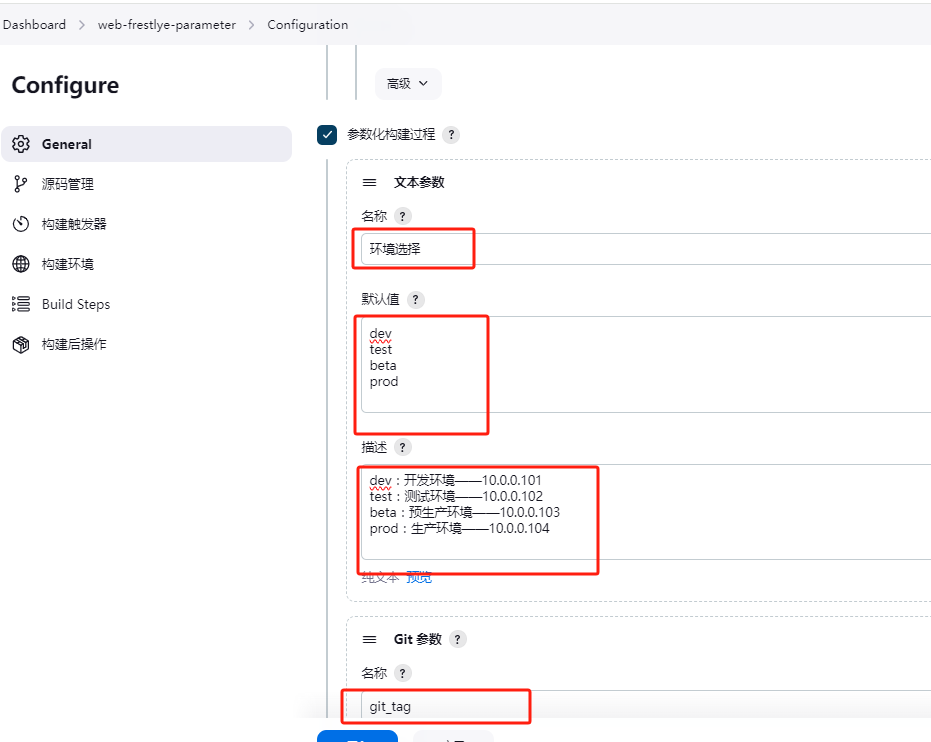 Dashboard > web-frestlye-parameter > Configuration
Configure
高级
General
参数化构建过程 ?
源码管理
文本参数
构建触发器
名称 ?
构建环境
环境选择
Build Steps
默认值 ?
构建后操作
dev
test
beta
prod
描述 ?
dev：开发环境——10.0.0.101
test：测试环境——10.0.0.102
beta：预生产环境——10.0.0.103
prod：生产环境——10.0.0.104
纯文本 预览
Git 参数 ?
名称 ?
git_tag